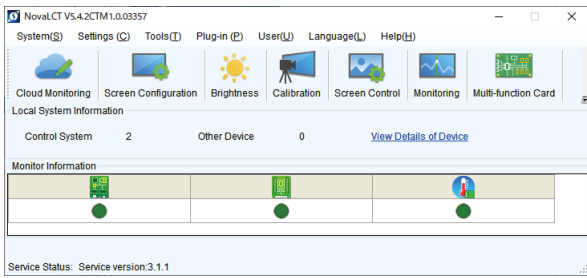 NovaLCT V5.4.2CTM1.0.03357
System(S) Settings (C) Tools(T) Plug-in (P) User(U) Language(L) Help(H)
Cloud Monitoring Screen Configuration Brightness Calibration Screen Control Monitoring Multi-function Card
Local System Information
Control System 2 Other Device 0 View Details of Device
Monitor Information
Service Status: Service version:3.1.1